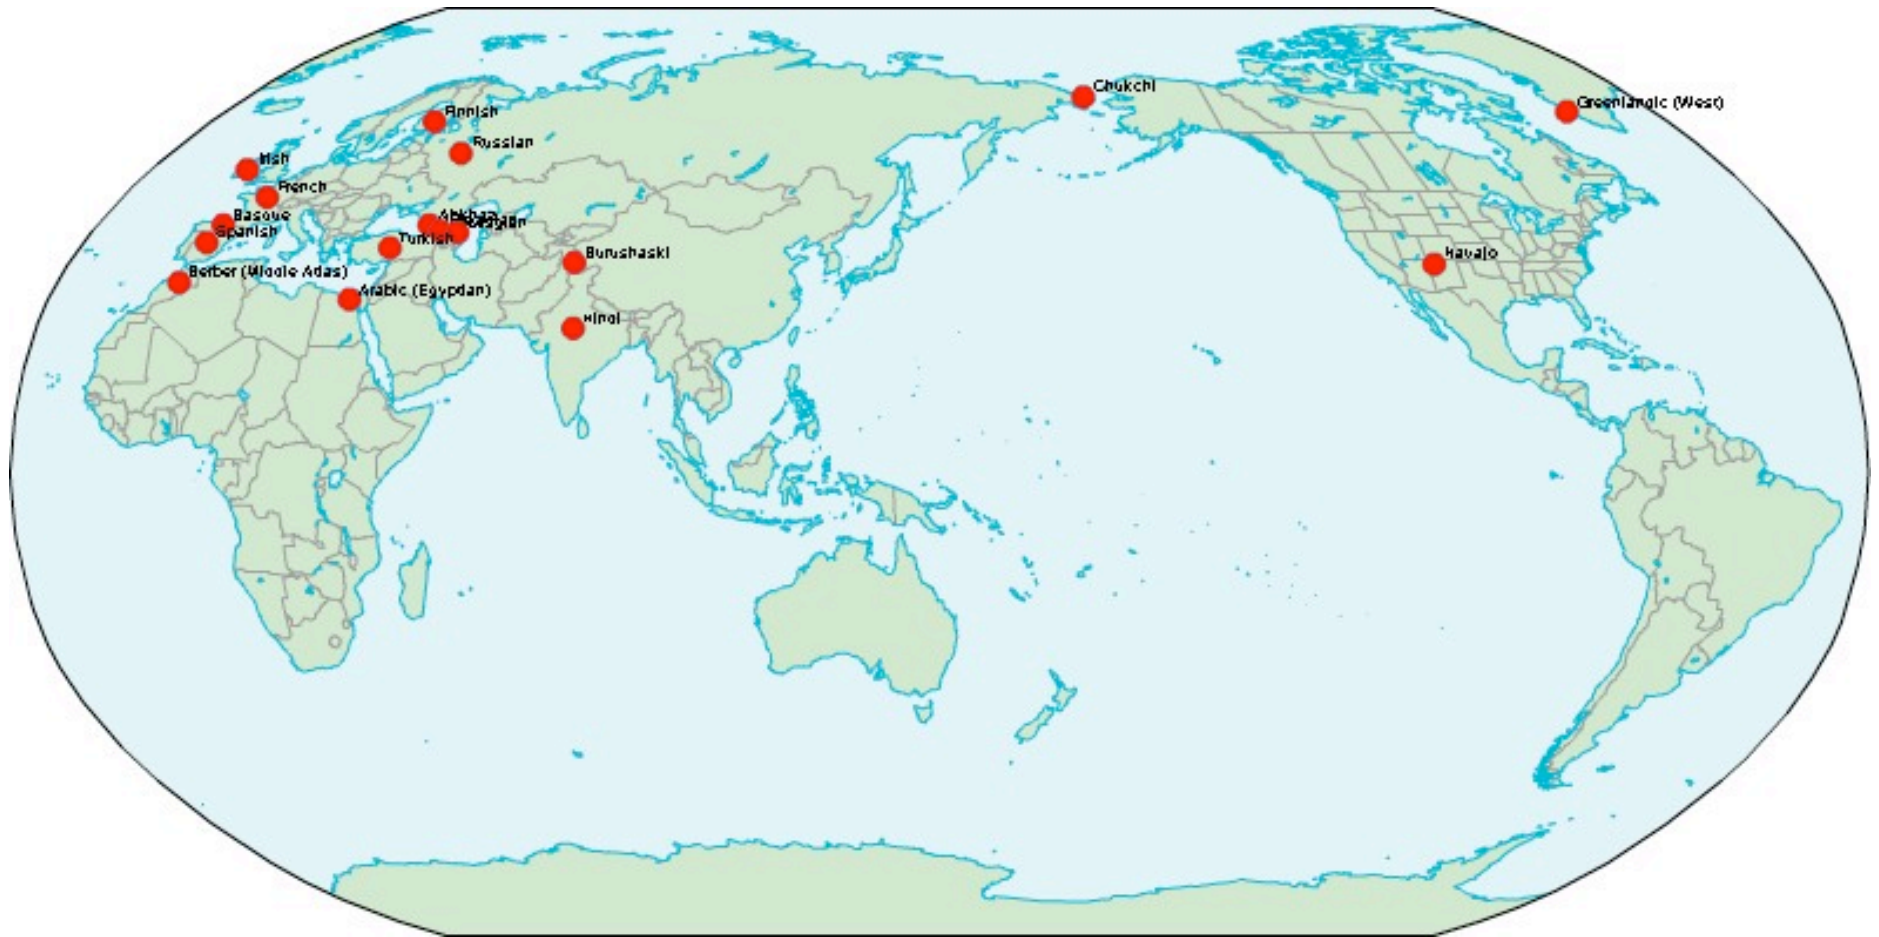 Chukchi
Greenlandic (West)
Finnish
Russian
Irish
French
Basque
Spanish
Abkhaz
Turkish
Burushaski
Navajo
Berber (Middle Atlas)
Arabic (Egyptian)
Hindi